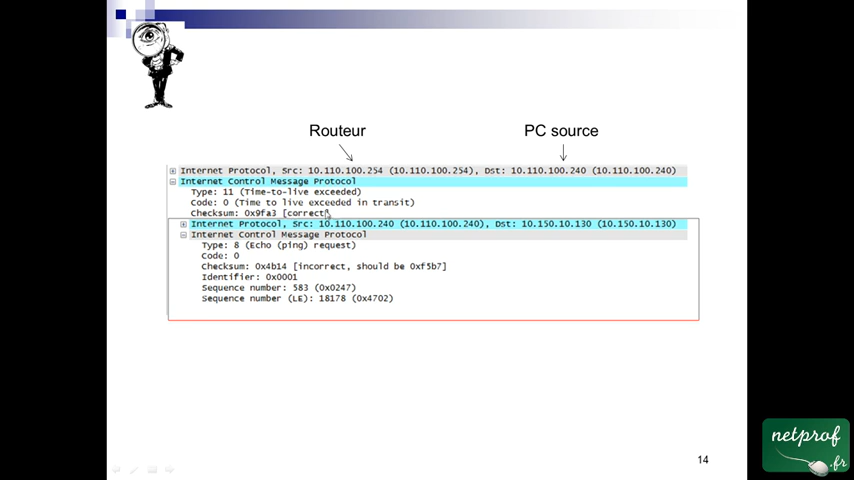 Routeur
PC source
Internet Protocol, Src: 10.110.100.254 (10.110.100.254), Dst: 10.110.100.240 (10.110.100.240)
Internet Control Message Protocol
Type: 11 (Time-to-live exceeded)
Code: 0 (Time to live exceeded in transit)
Checksum: 0x9fa3 [correct]
Internet Protocol, Src: 10.110.100.240 (10.110.100.240), Dst: 10.150.10.130 (10.150.10.130)
Internet Control Message Protocol
Type: 8 (Echo (ping) request)
Code: 0
Checksum: 0x4b14 [incorrect, should be 0xf5b7]
Identifier: 0x0001
Sequence number: 583 (0x0247)
Sequence number (LE): 18178 (0x4702)
14
netprof
.fr